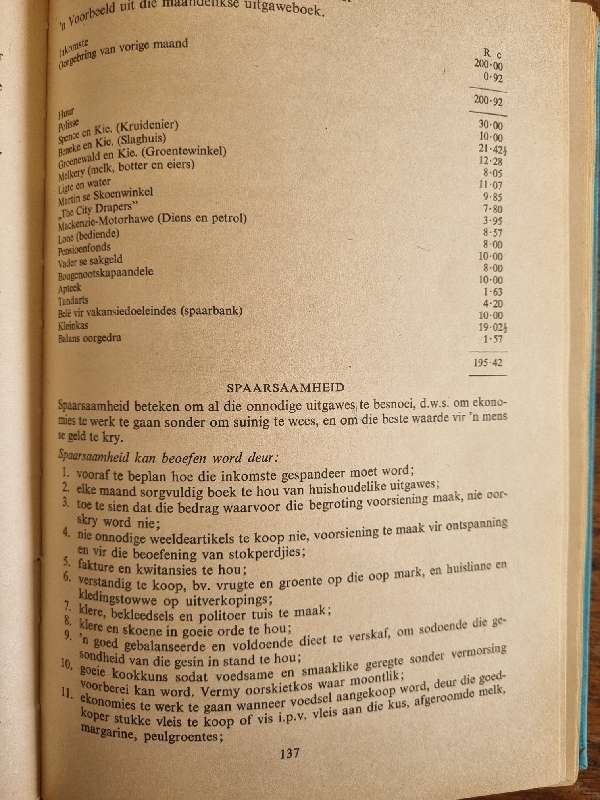 'n Voorbeeld uit die maandelikse uitgaweboek.
R c
Inkomste 200·00
Oorgebring van vorige maand 0·92
200·92
Huur 30·00
Polisse 10·00
Spence en Kie. (Kruidenier) 21·42½
Beneke en Kie. (Slaghuis) 12·28
Groenewald en Kie. (Groentewinkel) 8·05
Melkery (melk, botter en eiers) 11·07
Ligte en water 9·85
Martin se Skoenwinkel 7·80
„The City Drapers” 3·95
Mackenzie-Motorhawe (Diens en petrol) 8·57
Loné (bediende) 8·00
Pensioenfonds 10·00
Vader se sakgeld 8·00
Bougenootskapaandele 10·00
Apteek 1·63
Tandarts 4·20
Belê vir vakansiedoeleindes (spaarbank) 10·00
Kleinkas 19·02½
Balans oorgedra 1·57
195·42
SPAARSAAMHEID
Spaarsaamheid beteken om al die onnodige uitgawes te besnoei, d.w.s. om ekono-
mies te werk te gaan sonder om suinig te wees, en om die beste waarde vir 'n mens
se geld te kry.
Spaarsaamheid kan beoefen word deur:
1. vooraf te beplan hoe die inkomste gespandeer moet word;
2. elke maand sorgvuldig boek te hou van huishoudelike uitgawes;
3. toe te sien dat die bedrag waarvoor die begroting voorsiening maak, nie oor-
skry word nie;
4. nie onnodige weeldeartikels te koop nie, voorsiening te maak vir ontspanning
en vir die beoefening van stokperdjies;
5. fakture en kwitansies te hou;
6. verstandig te koop, bv. vrugte en groente op die oop mark, en huislinne en
kledingstowwe op uitverkopings;
7. klere, bekleedsels en politoer tuis te maak;
8. klere en skoene in goeie orde te hou;
9. 'n goed gebalanseerde en voldoende dieet te verskaf, om sodoende die ge-
sondheid van die gesin in stand te hou;
10. goeie kookkuns sodat voedsame en smaaklike geregte sonder vermorsing
voorberei kan word. Vermy oorskietkos waar moontlik;
11. ekonomies te werk te gaan wanneer voedsel aangekoop word, deur die goed-
koper stukke vleis te koop of vis i.p.v. vleis aan die kus, afgeroomde melk,
margarine, peulgroentes;
137